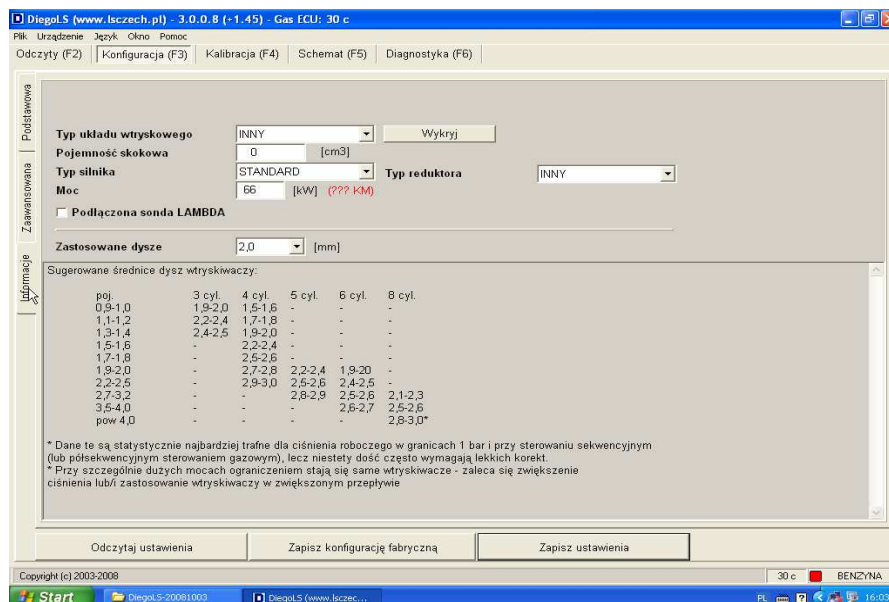 DiegoLS (www.lsczech.pl) - 3.0.0.8 (+1.45) - Gas ECU: 30 c
Plik Urządzenie Język Okno Pomoc
Odczyty (F2) Konfiguracja (F3) Kalibracja (F4) Schemat (F5) Diagnostyka (F6)
Podstawowa
Zaawansowana
Informacje
Typ układu wtryskowego INNY Wykryj
Pojemność skokowa 0 [cm3]
Typ silnika STANDARD Typ reduktora INNY
Moc 66 [kW] (??? KM)
Podłączona sonda LAMBDA
Zastosowane dysze 2,0 [mm]
Sugerowane średnice dysz wtryskiwaczy:
poj. 3 cyl. 4 cyl. 5 cyl. 6 cyl. 8 cyl.
0,9-1,0 1,9-2,0 1,5-1,6 - - -
1,1-1,2 2,2-2,4 1,7-1,8 - - -
1,3-1,4 2,4-2,5 1,9-2,0 - - -
1,5-1,6 - 2,2-2,4 - - -
1,7-1,8 - 2,5-2,6 - - -
1,9-2,0 - 2,7-2,8 2,2-2,4 1,9-20 -
2,2-2,5 - 2,9-3,0 2,5-2,6 2,4-2,5 -
2,7-3,2 - - 2,8-2,9 2,5-2,6 2,1-2,3
3,5-4,0 - - 2,6-2,7 2,5-2,6
pow 4,0 - - 2,8-3,0*
* Dane te są statystycznie najbardziej trafne dla ciśnienia roboczego w granicach 1 bar i przy sterowaniu sekwencyjnym
(lub półsekwencyjnym sterowaniem gazowym), lecz niestety dość często wymagają lekkich korekt.
* Przy szczególnie dużych mocach ograniczeniem stają się same wtryskiwacze - zaleca się zwiększenie
ciśnienia lub/i zastosowanie wtryskiwaczy w zwiększonym przepływie
Odczytaj ustawienia Zapisz konfigurację fabryczną Zapisz ustawienia
Copyright (c) 2003-2008 30 c BENZYNA
Start DiegoLS-20081003 DiegoLS (www.lsczec... PL 16:03